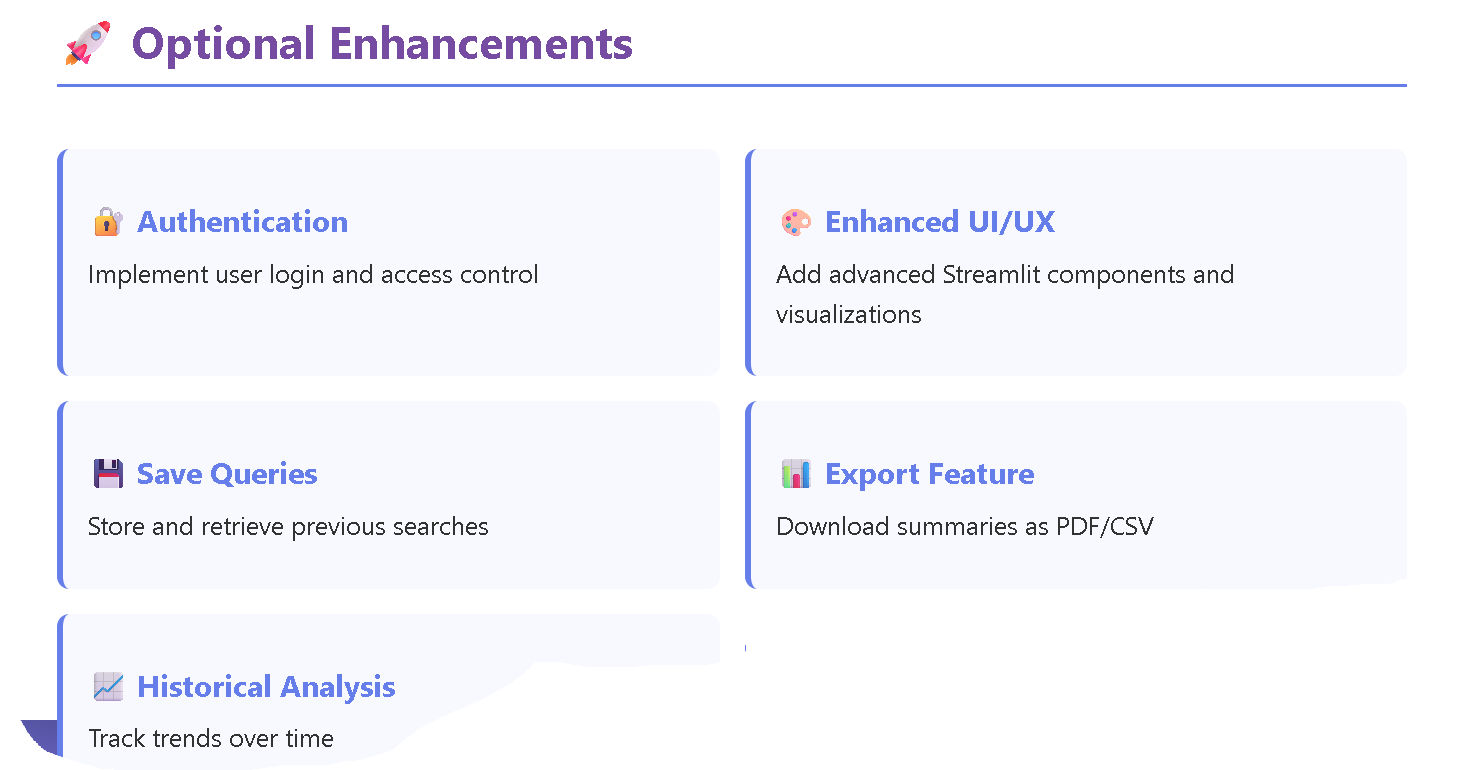 Optional Enhancements
Authentication
Implement user login and access control
Enhanced UI/UX
Add advanced Streamlit components and
visualizations
Save Queries
Store and retrieve previous searches
Export Feature
Download summaries as PDF/CSV
Historical Analysis
Track trends over time